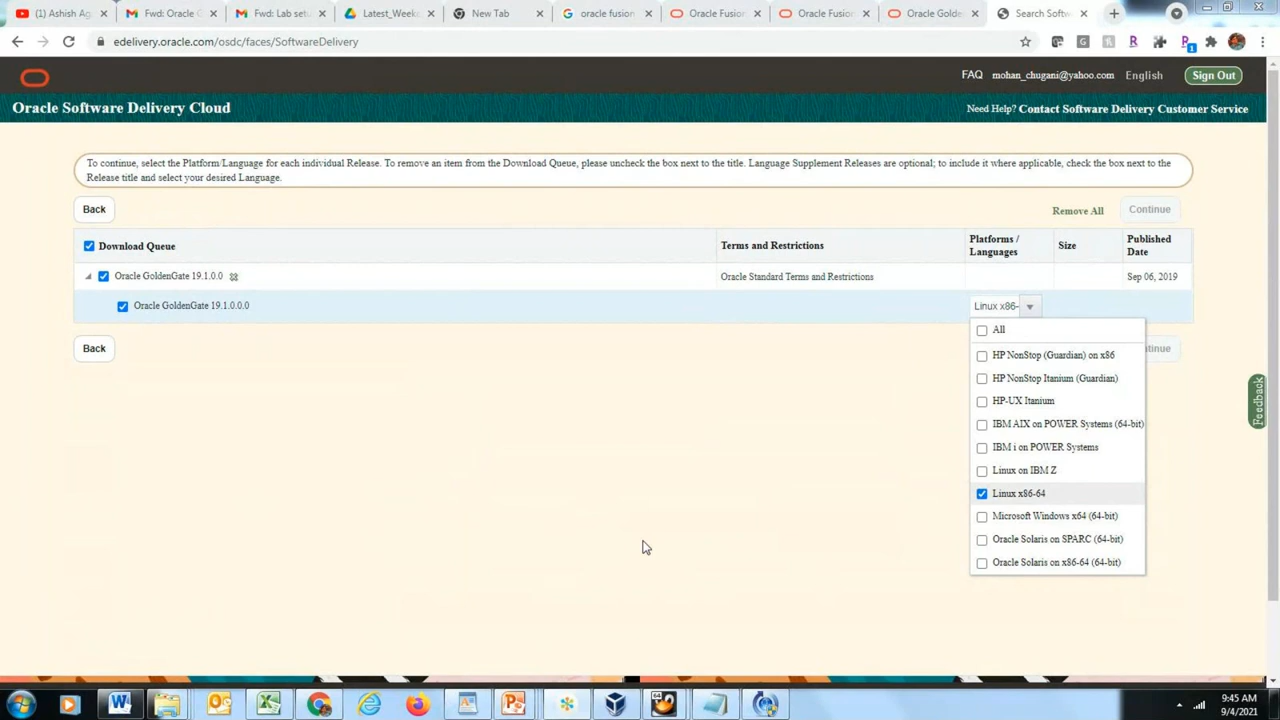 (1) Ashish Ag
Fwd: Oracle G
Fwd: Lab setu
Latest_Weeke
New Tab
oracle fusion
Oracle Fusion
Oracle Fusion
Oracle Golden
Search Softw
edelivery.oracle.com/osdc/faces/SoftwareDelivery
FAQ mohan_chugani@yahoo.com English Sign Out
Oracle Software Delivery Cloud
Need Help? Contact Software Delivery Customer Service
To continue, select the Platform/Language for each individual Release. To remove an item from the Download Queue, please uncheck the box next to the title. Language Supplement Releases are optional; to include it where applicable, check the box next to the
Release title and select your desired Language.
Back
Remove All
Continue
Download Queue
Terms and Restrictions
Platforms /
Languages
Size
Published
Date
Oracle GoldenGate 19.1.0.0
Oracle Standard Terms and Restrictions
Sep 06, 2019
Oracle GoldenGate 19.1.0.0.0
Linux x86-
All
Back
tinue
HP NonStop (Guardian) on x86
HP NonStop Itanium (Guardian)
HP-UX Itanium
IBM AIX on POWER Systems (64-bit)
IBM i on POWER Systems
Linux on IBM Z
Linux x86-64
Microsoft Windows x64 (64-bit)
Oracle Solaris on SPARC (64-bit)
Oracle Solaris on x86-64 (64-bit)
Feedback
9:45 AM
9/4/2021